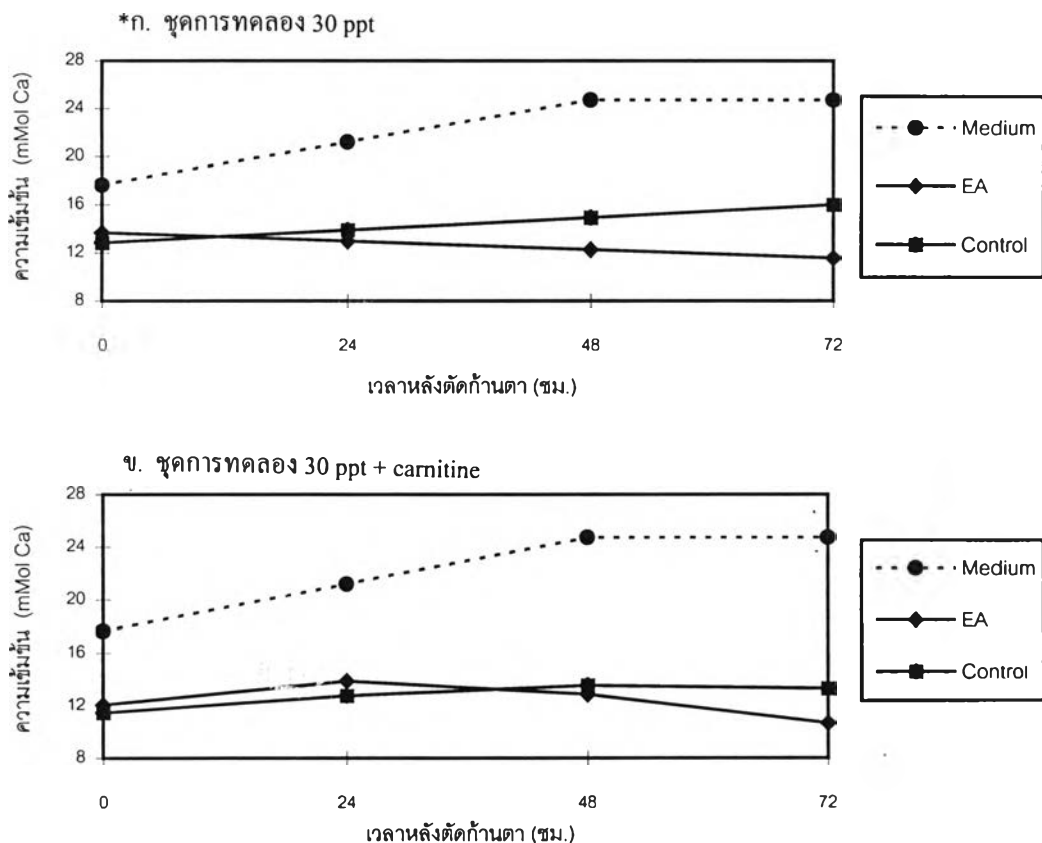 *ก. ชุดการทดลอง 30 ppt
28
24
20
16
12
8
ความเข้มข้น (mMol Ca)
0
24
48
72
เวลาหลังตัดก้านตา (ชม.)
Medium
EA
Control
ข. ชุดการทดลอง 30 ppt + carnitine
28
24
20
16
12
8
ความเข้มข้น (mMol Ca)
0
24
48
72
เวลาหลังตัดก้านตา (ชม.)
Medium
EA
Control